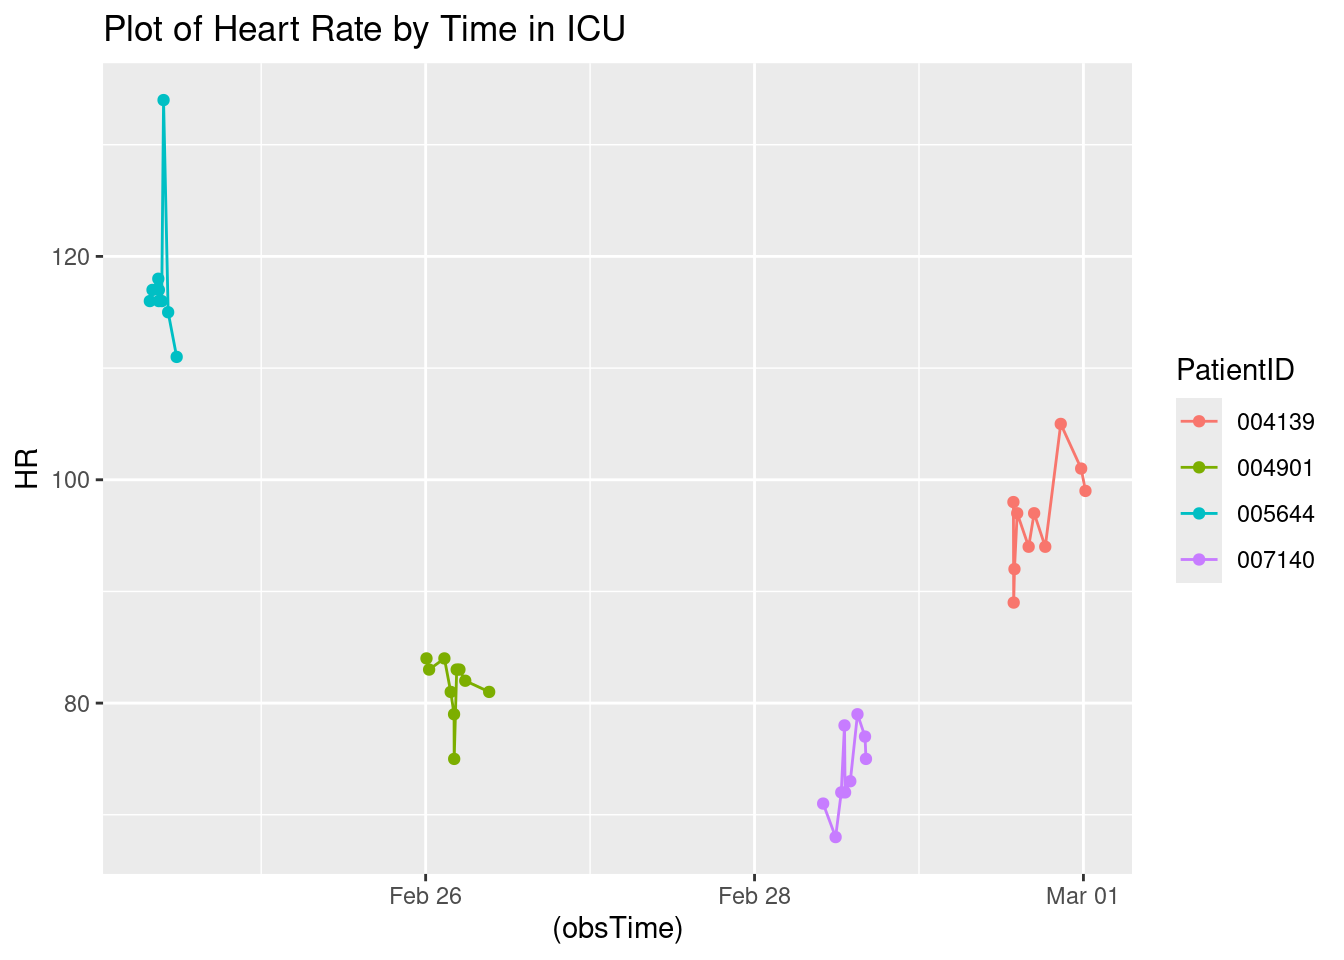 Plot of Heart Rate by Time in ICU
120
100
80
HR
Feb 26
Feb 28
Mar 01
(obsTime)
PatientID
004139
004901
005644
007140